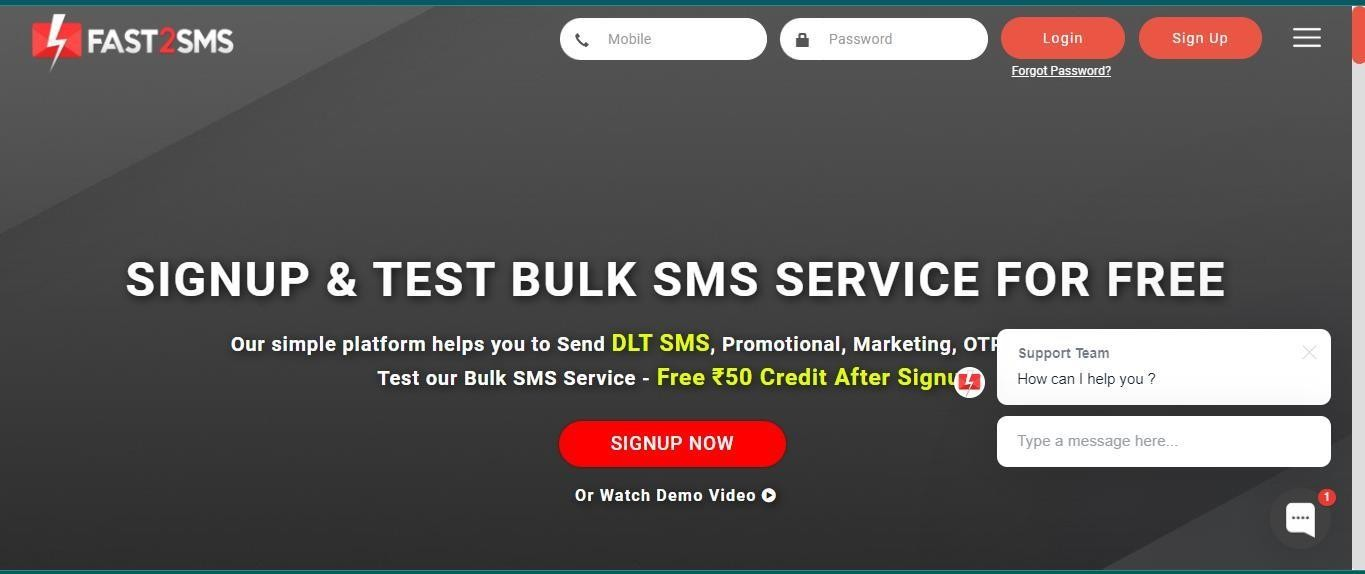 FAST2SMS
Mobile
Password
Login
Sign Up
Forgot Password?
SIGNUP & TEST BULK SMS SERVICE FOR FREE
Our simple platform helps you to Send DLT SMS, Promotional, Marketing, OTP
Test our Bulk SMS Service - Free ₹50 Credit After Signu
SIGNUP NOW
Or Watch Demo Video
Support Team
How can I help you ?
Type a message here...
1